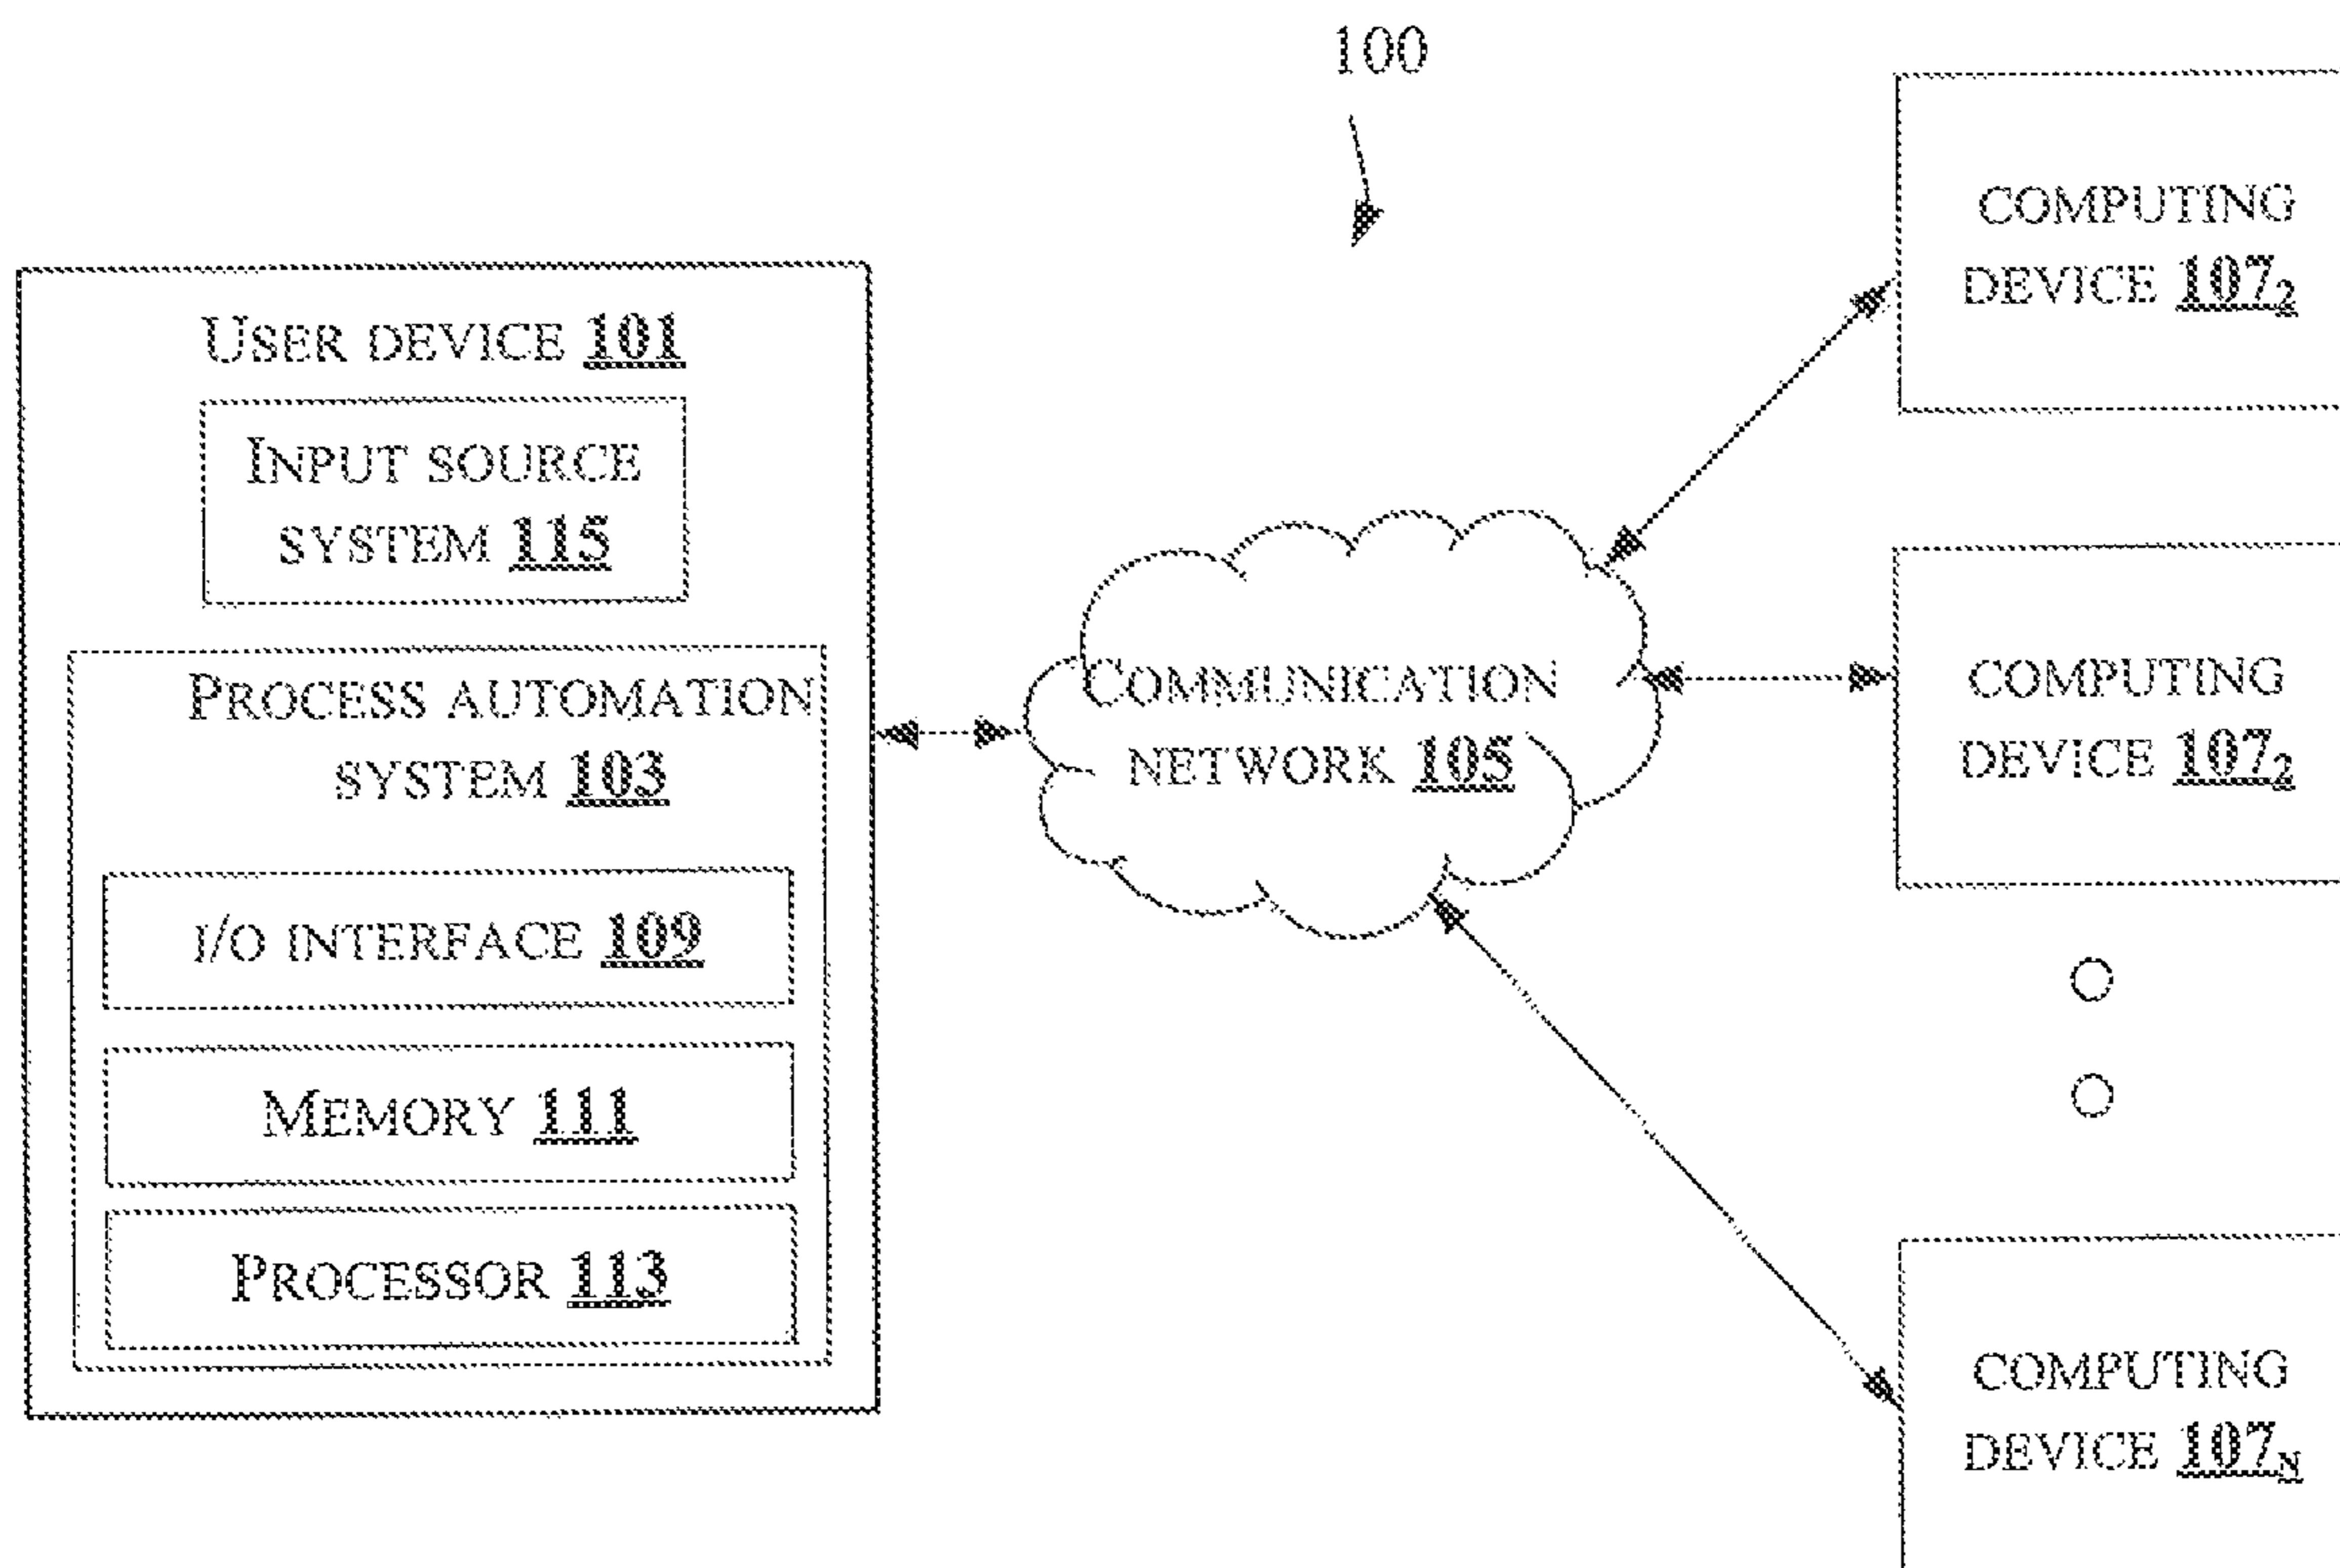 100
USER DEVICE 101
INPUT SOURCE
SYSTEM 115
PROCESS AUTOMATION
SYSTEM 103
I/O INTERFACE 109
MEMORY 111
PROCESSOR 113
COMMUNICATION
NETWORK 105
COMPUTING
DEVICE 107₂
COMPUTING
DEVICE 107₂
COMPUTING
DEVICE 107N